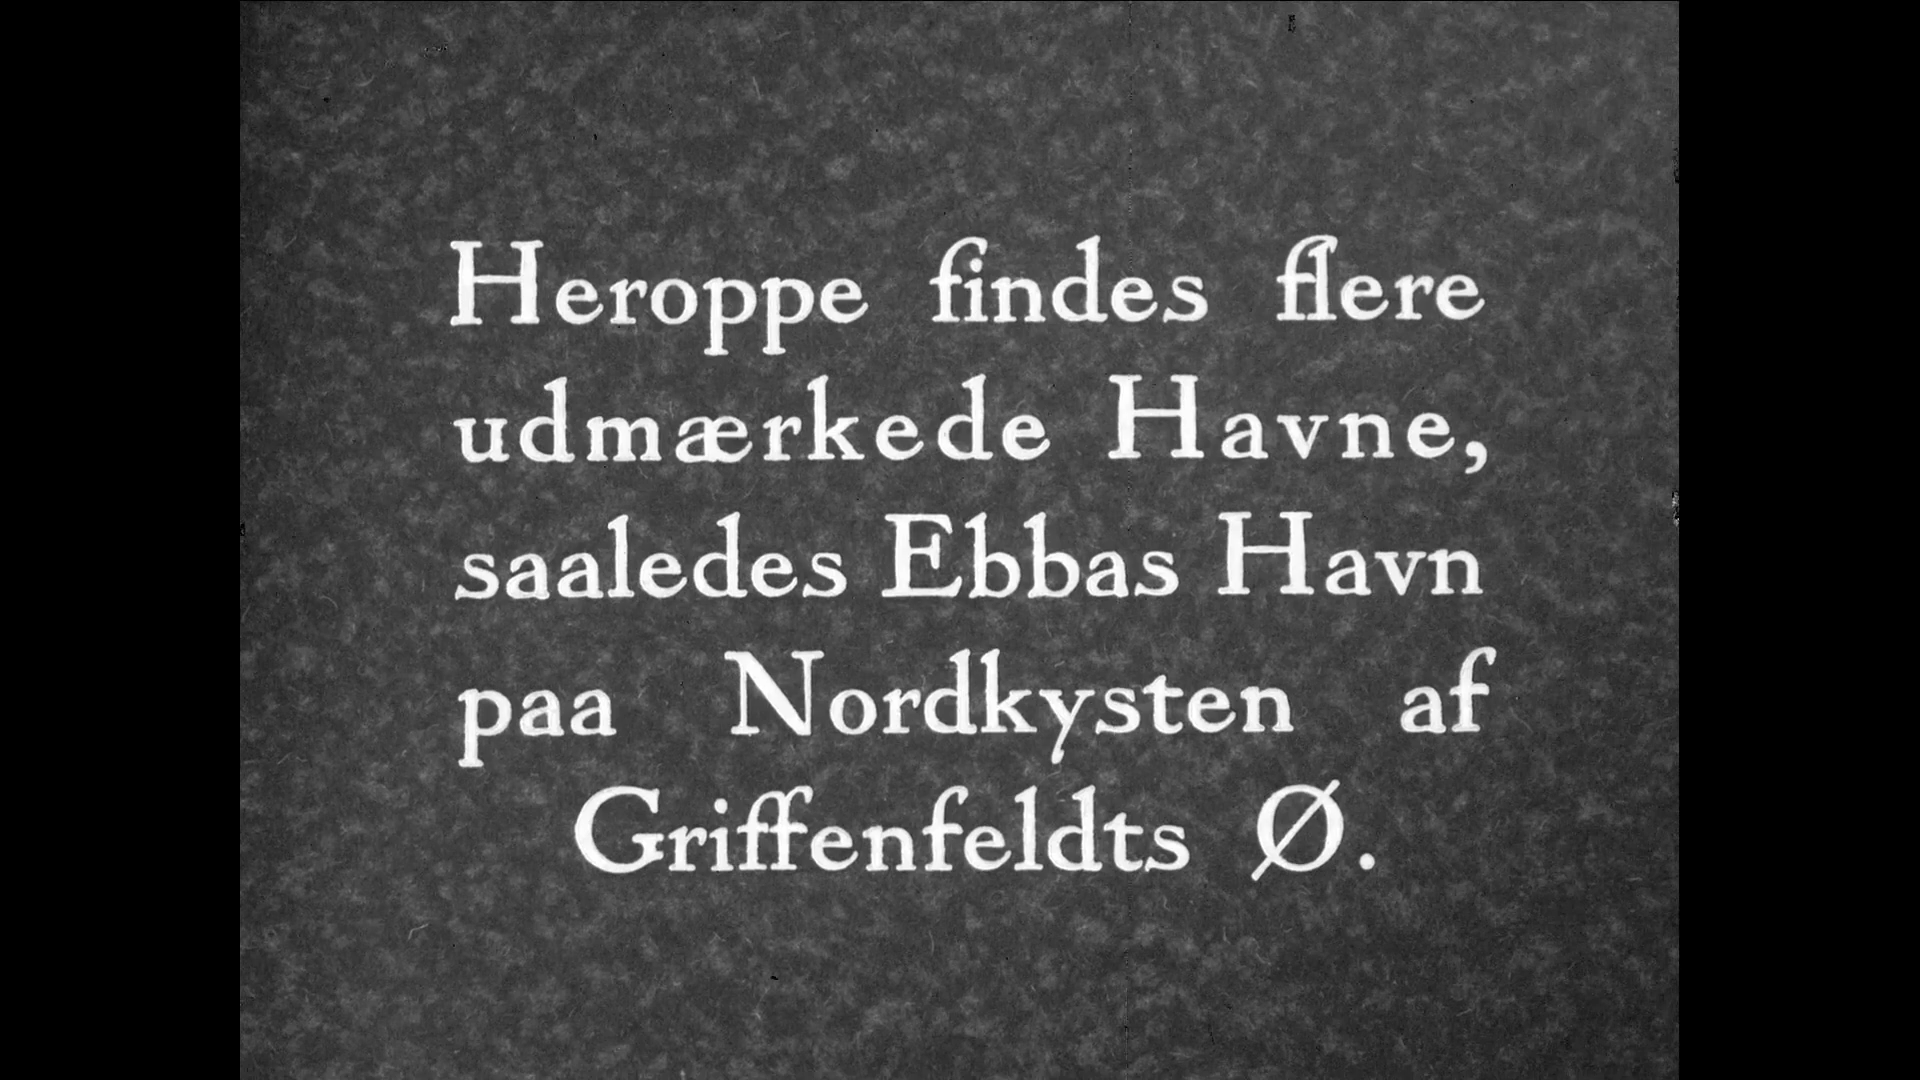 Heroppe findes flere
udmærkede Havne,
saaledes Ebbas Havn
paa Nordkysten af
Griffenfeldts Ø.